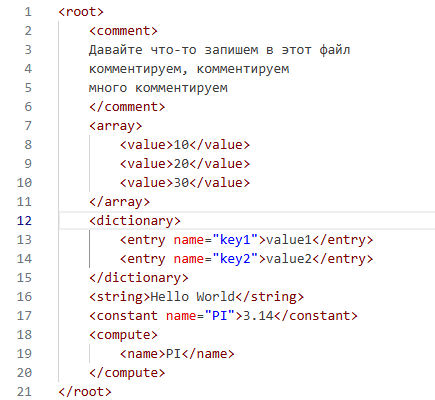 1 <root>
2 <comment>
3 Давайте что-то запишем в этот файл
4 комментируем, комментируем
5 много комментируем
6 </comment>
7 <array>
8 <value>10</value>
9 <value>20</value>
10 <value>30</value>
11 </array>
12 <dictionary>
13 <entry name="key1">value1</entry>
14 <entry name="key2">value2</entry>
15 </dictionary>
16 <string>Hello World</string>
17 <constant name="PI">3.14</constant>
18 <compute>
19 <name>PI</name>
20 </compute>
21 </root>